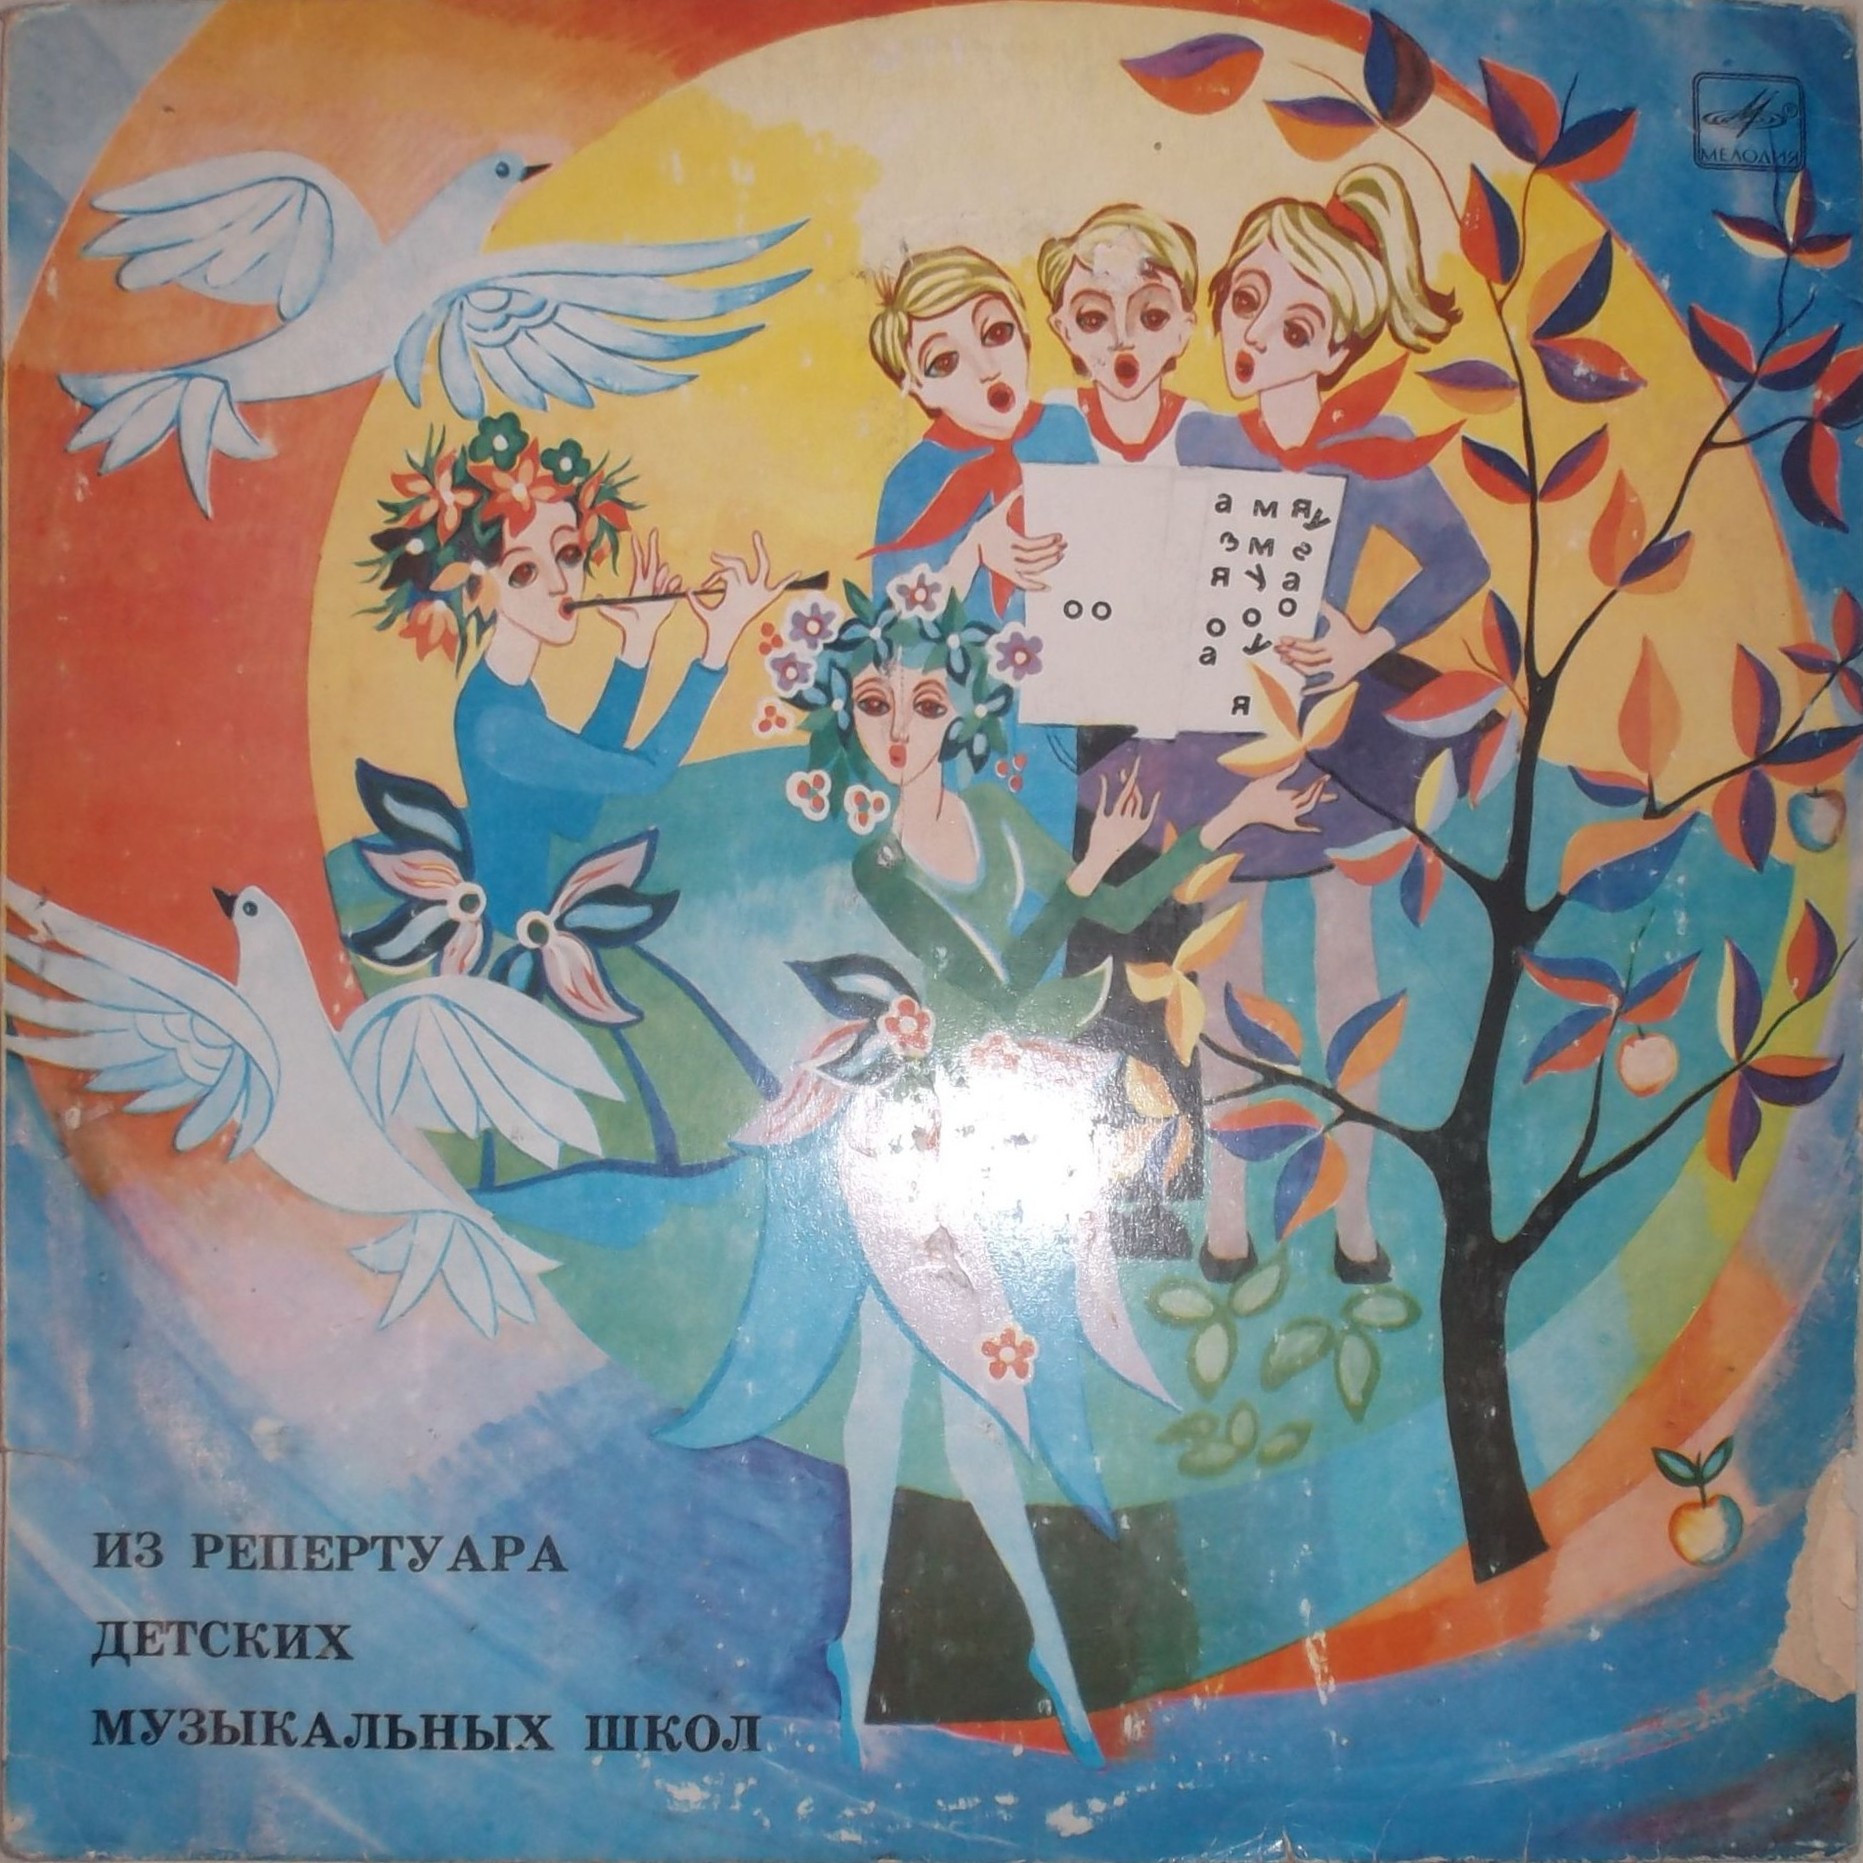 МЕЛОДИЯ
а м я у
з м г
я у а
о о о о о
а у
я
ИЗ РЕПЕРТУАРА
ДЕТСКИХ
МУЗЫКАЛЬНЫХ ШКОЛ